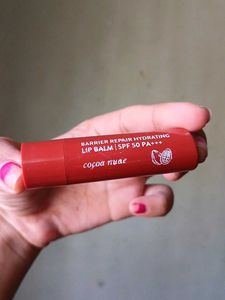 BARRIER REPAIR HYDRATING
LIP BALM | SPF 50 PA+++
cocoa nude